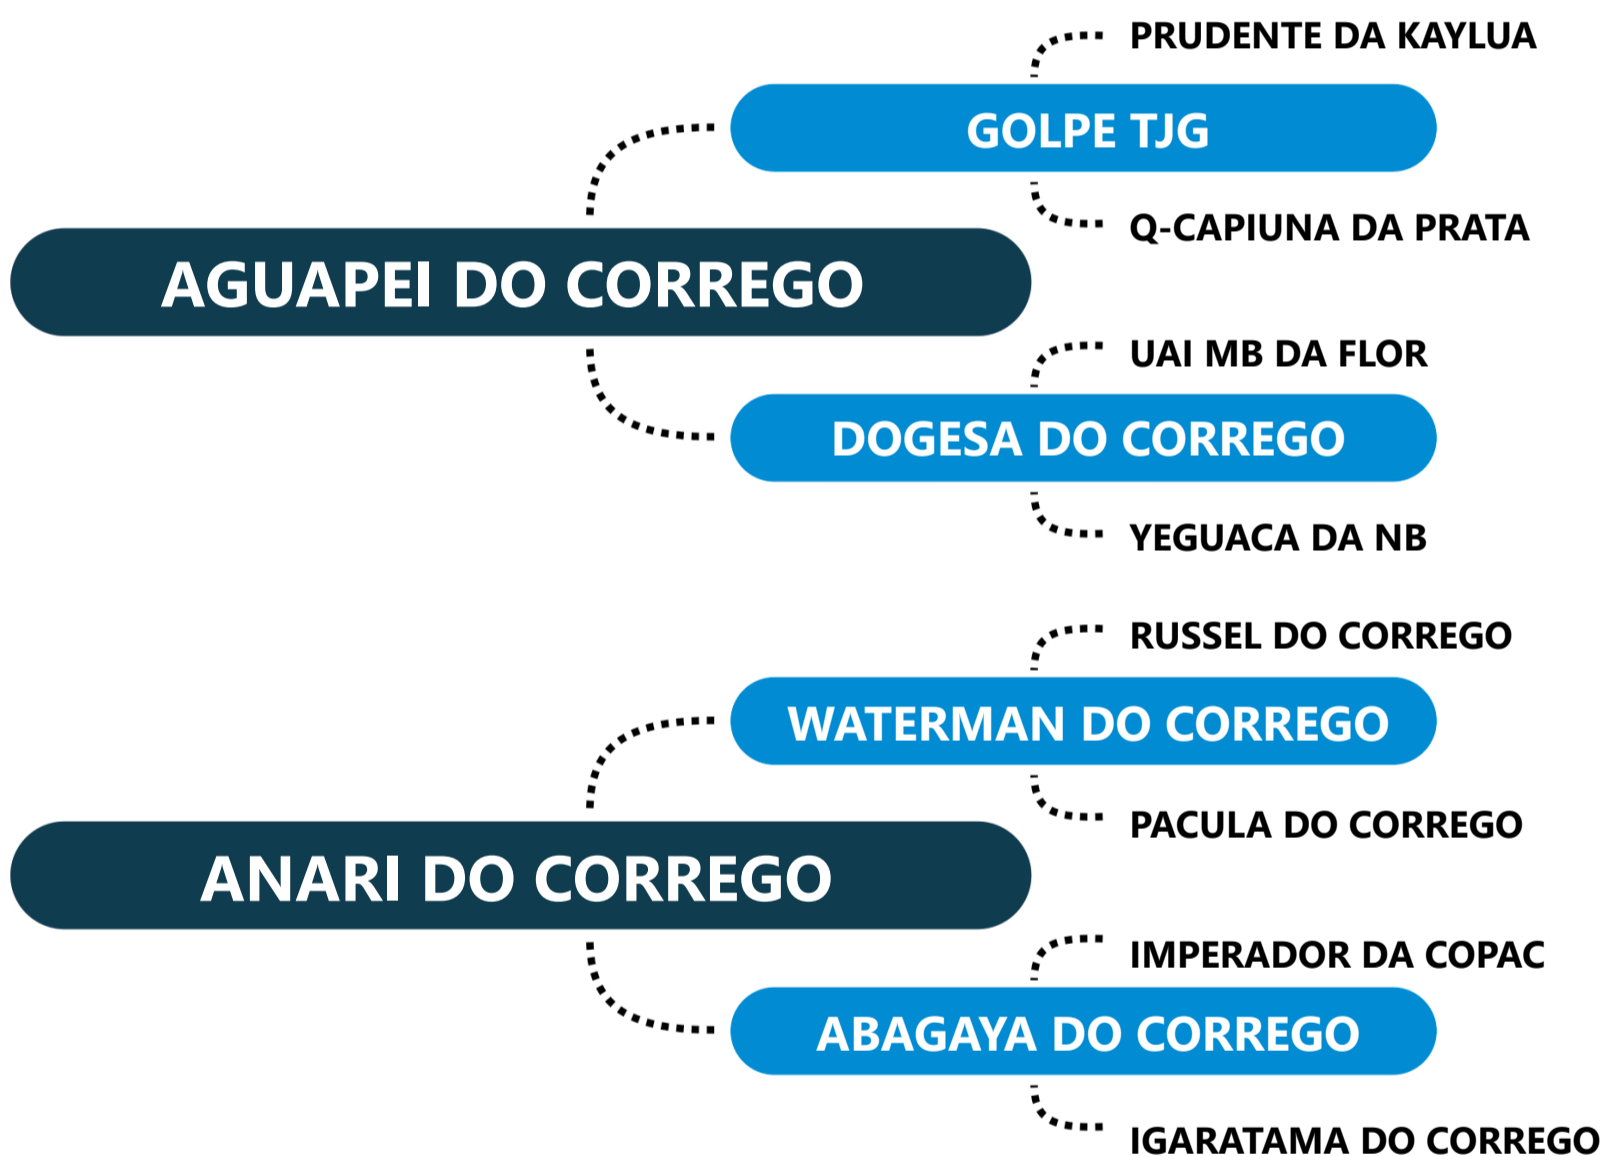 PRUDENTE DA KAYLUA
GOLPE TJG
Q-CAPIUNA DA PRATA
AGUAPEI DO CORREGO
UAI MB DA FLOR
DOGESA DO CORREGO
YEGUACA DA NB
RUSSEL DO CORREGO
WATERMAN DO CORREGO
PACULA DO CORREGO
ANARI DO CORREGO
IMPERADOR DA COPAC
ABAGAYA DO CORREGO
IGARATAMA DO CORREGO